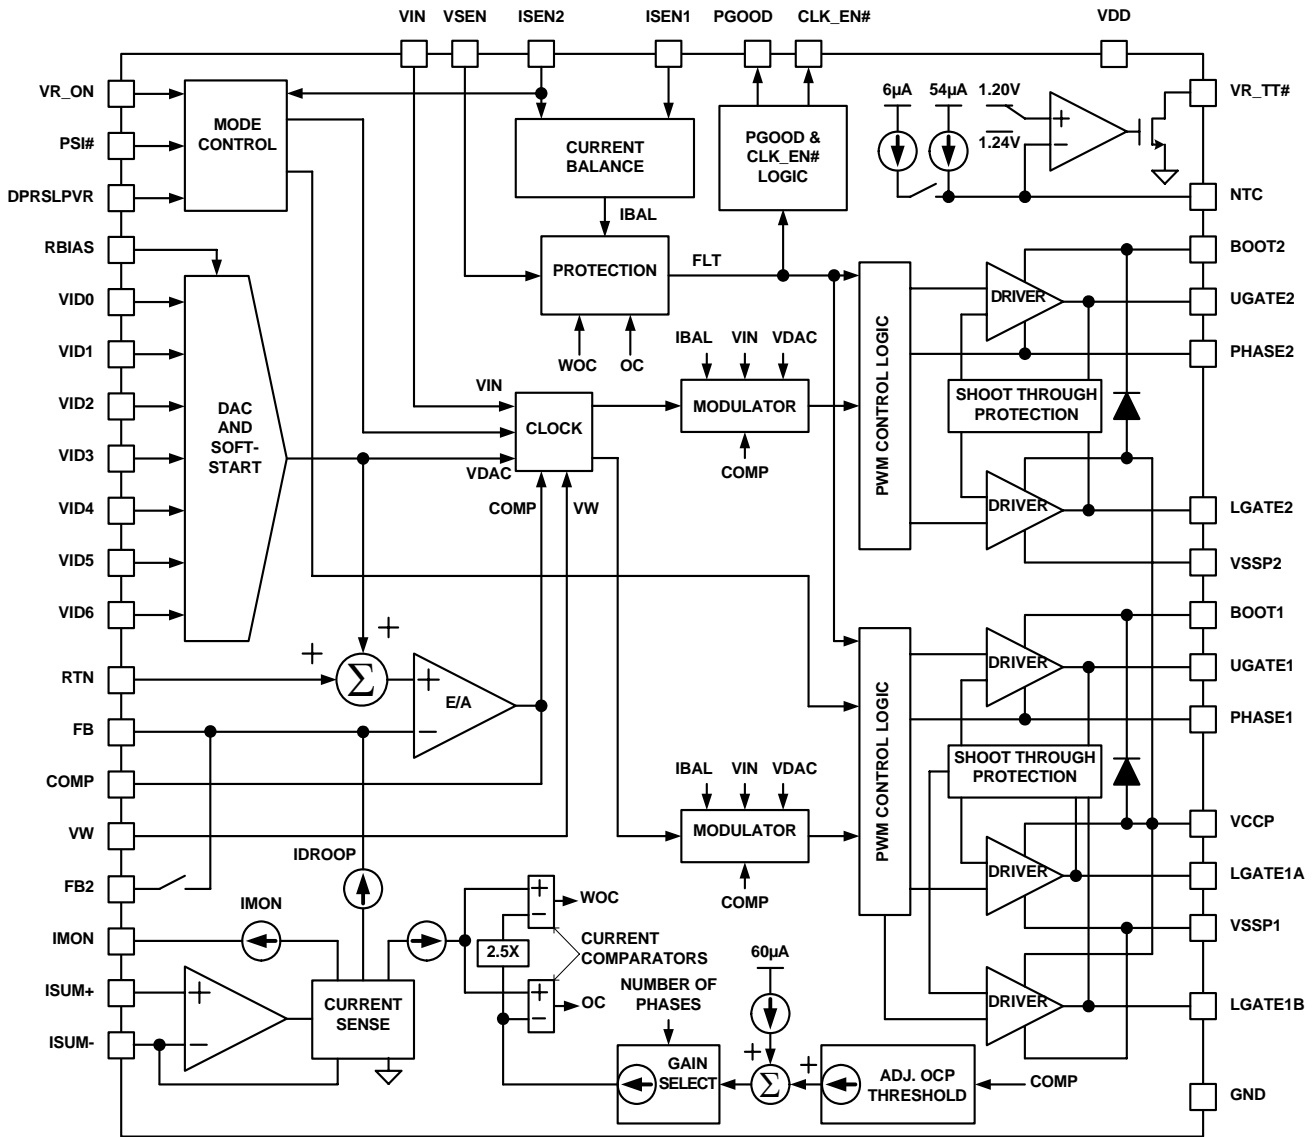 VIN
VSEN
ISEN2
ISEN1
PGOOD
CLK_EN#
VDD
VR_ON
PSI#
DPRSLPVR
RBIAS
VID0
VID1
VID2
VID3
VID4
VID5
VID6
RTN
FB
COMP
VW
FB2
IMON
ISUM+
ISUM-
MODE
CONTROL
CURRENT
BALANCE
IBAL
PROTECTION
FLT
WOC
OC
PGOOD &
CLK_EN#
LOGIC
6µA
54µA
1.20V
1.24V
+
−
VR_TT#
NTC
BOOT2
UGATE2
PHASE2
LGATE2
VSSP2
BOOT1
UGATE1
PHASE1
VCCP
LGATE1A
VSSP1
LGATE1B
GND
DAC
AND
SOFT-
START
VIN
CLOCK
VDAC
COMP
VW
IBAL
VIN
VDAC
MODULATOR
COMP
PWM CONTROL LOGIC
DRIVER
SHOOT THROUGH
PROTECTION
DRIVER
+
+
Σ
+
−
E/A
IBAL
VIN
VDAC
MODULATOR
COMP
PWM CONTROL LOGIC
DRIVER
SHOOT THROUGH
PROTECTION
DRIVER
DRIVER
IDROOP
IMON
+
−
CURRENT
SENSE
+
−
WOC
2.5X
CURRENT
COMPARATORS
+
−
OC
NUMBER OF
PHASES
GAIN
SELECT
60µA
+
Σ
+
ADJ. OCP
THRESHOLD
COMP